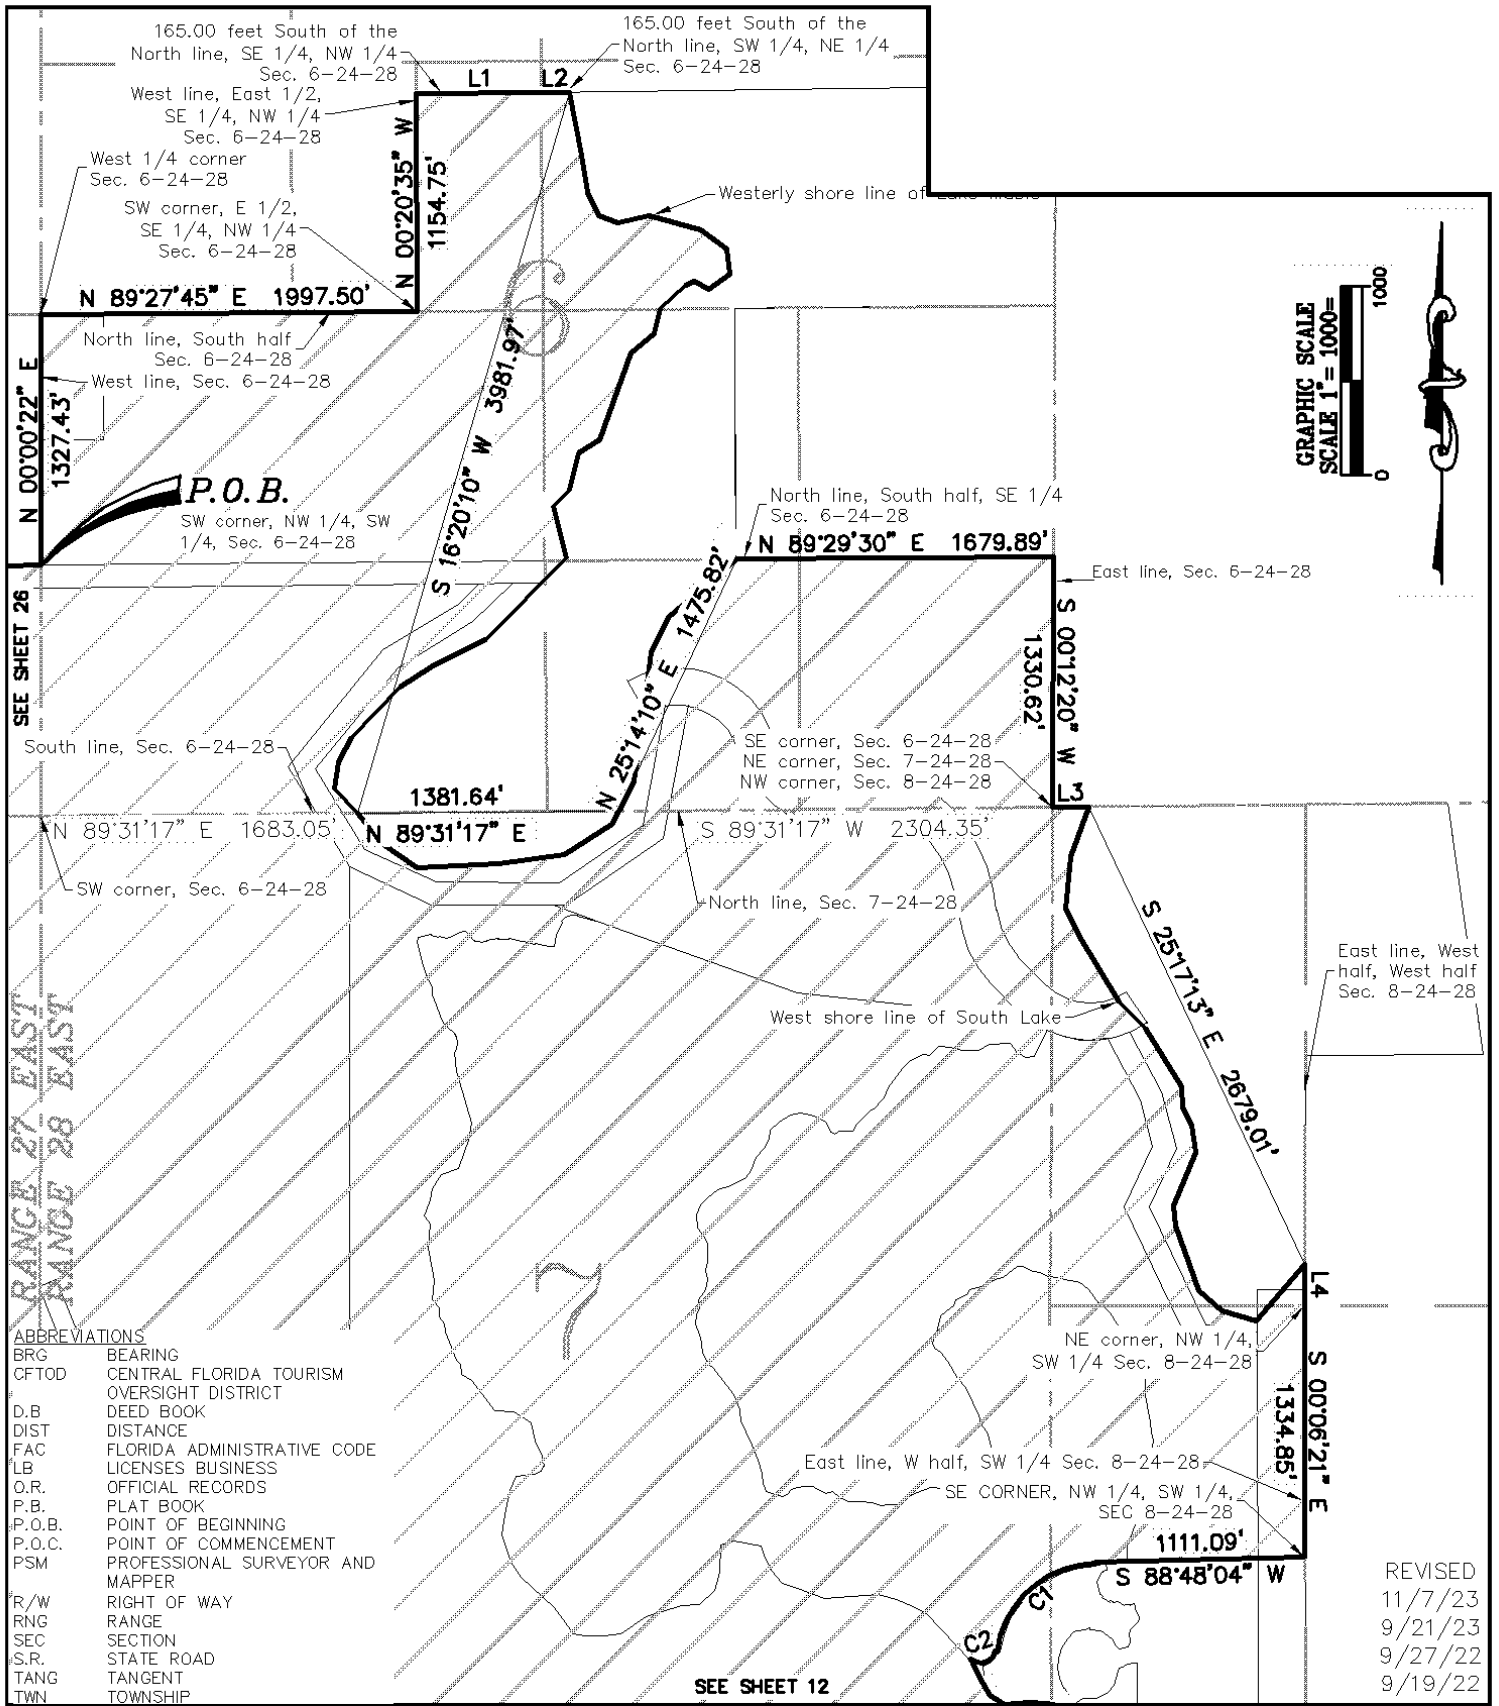 165.00 feet South of the
North line, SE 1/4, NW 1/4
Sec. 6-24-28
165.00 feet South of the
North line, SW 1/4, NE 1/4
Sec. 6-24-28
L1
L2
West line, East 1/2,
SE 1/4, NW 1/4
Sec. 6-24-28
West 1/4 corner
Sec. 6-24-28
SW corner, E 1/2,
SE 1/4, NW 1/4
Sec. 6-24-28
N 00°20'35" W
1154.75'
Westerly shore line of
N 89°27'45" E 1997.50'
North line, South half
Sec. 6-24-28
West line, Sec. 6-24-28
N 00°00'22" E
1327.43'
6
S 16°20'10" W 3981.97'
GRAPHIC SCALE
SCALE 1"= 1000=
0
1000
P.O.B.
SW corner, NW 1/4, SW
1/4, Sec. 6-24-28
North line, South half, SE 1/4
Sec. 6-24-28
N 89°29'30" E 1679.89'
East line, Sec. 6-24-28
SEE SHEET 26
N 25°14'10" E 1475.82'
S 00°12'20" W
1330.62'
South line, Sec. 6-24-28
SE corner, Sec. 6-24-28
NE corner, Sec. 7-24-28
NW corner, Sec. 8-24-28
L3
1381.64'
N 89°31'17" E 1683.05'
N 89°31'17" E
S 89°31'17" W 2304.35'
SW corner, Sec. 6-24-28
North line, Sec. 7-24-28
S 25°17'13" E 2679.01'
East line, West
half, West half
Sec. 8-24-28
West shore line of South Lake
RANGE 27 EAST
RANGE 28 EAST
7
L4
NE corner, NW 1/4,
SW 1/4 Sec. 8-24-28
S 00°06'21" E
1334.85'
East line, W half, SW 1/4 Sec. 8-24-28
SE CORNER, NW 1/4, SW 1/4,
SEC 8-24-28
1111.09'
S 88°48'04" W
C1
C2
ABBREVIATIONS
BRG BEARING
CFTOD CENTRAL FLORIDA TOURISM
OVERSIGHT DISTRICT
D.B DEED BOOK
DIST DISTANCE
FAC FLORIDA ADMINISTRATIVE CODE
LB LICENSES BUSINESS
O.R. OFFICIAL RECORDS
P.B. PLAT BOOK
P.O.B. POINT OF BEGINNING
P.O.C. POINT OF COMMENCEMENT
PSM PROFESSIONAL SURVEYOR AND
MAPPER
R/W RIGHT OF WAY
RNG RANGE
SEC SECTION
S.R. STATE ROAD
TANG TANGENT
TWN TOWNSHIP
SEE SHEET 12
REVISED
11/7/23
9/21/23
9/27/22
9/19/22